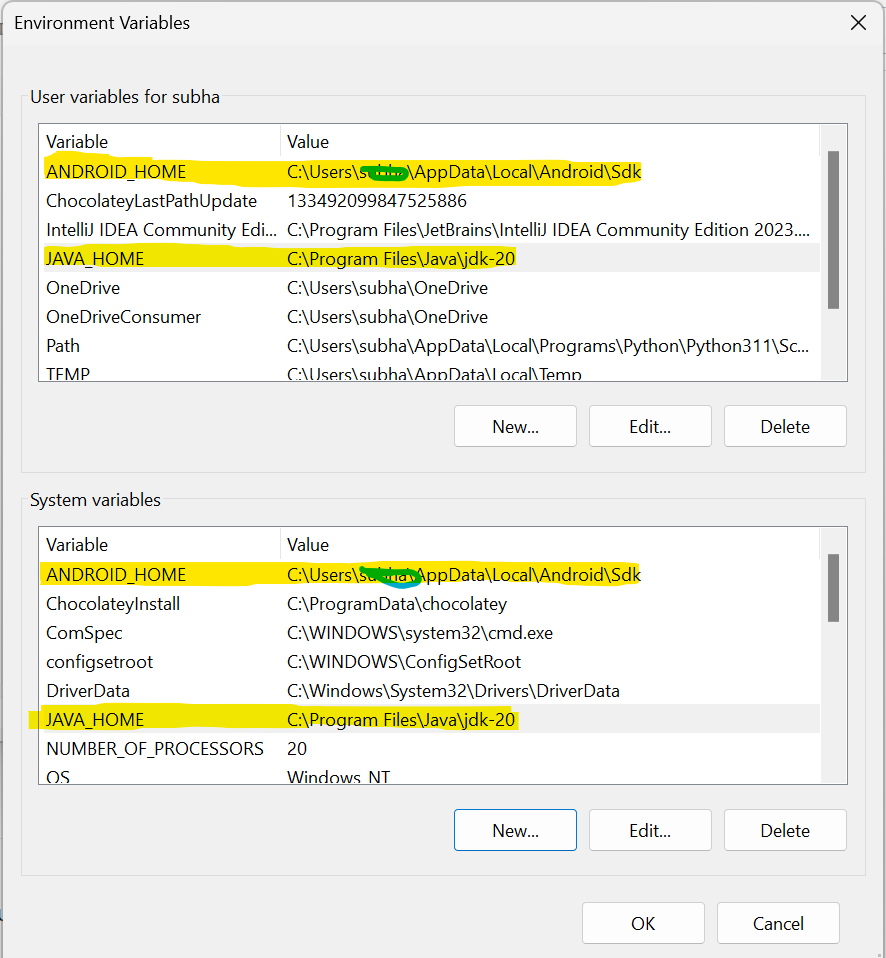 Environment Variables
User variables for subha
Variable Value
ANDROID_HOME C:\Users\subha\AppData\Local\Android\Sdk
ChocolateyLastPathUpdate 133492099847525886
IntelliJ IDEA Community Edi... C:\Program Files\JetBrains\IntelliJ IDEA Community Edition 2023....
JAVA_HOME C:\Program Files\Java\jdk-20
OneDrive C:\Users\subha\OneDrive
OneDriveConsumer C:\Users\subha\OneDrive
Path C:\Users\subha\AppData\Local\Programs\Python\Python311\Sc...
TEMP C:\Users\subha\AppData\Local\Temp
New... Edit... Delete
System variables
Variable Value
ANDROID_HOME C:\Users\subha\AppData\Local\Android\Sdk
ChocolateyInstall C:\ProgramData\chocolatey
ComSpec C:\WINDOWS\system32\cmd.exe
configsetroot C:\WINDOWS\ConfigSetRoot
DriverData C:\Windows\System32\Drivers\DriverData
JAVA_HOME C:\Program Files\Java\jdk-20
NUMBER_OF_PROCESSORS 20
OS Windows_NT
New... Edit... Delete
OK Cancel